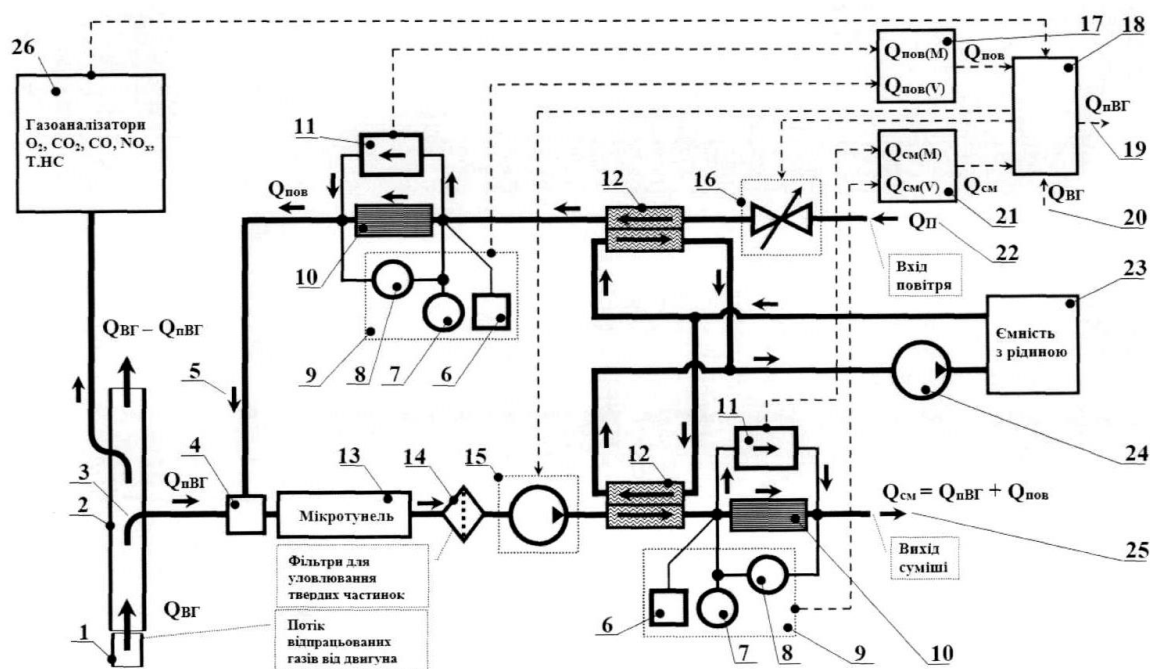 26
17
18
Qпов(M)
Qпов
Qпов(V)
QпВГ
Газоаналізатори
O₂, CO₂, CO, NOₓ,
T.HC
11
12
16
19
Qсм(M)
Qсм(V)
Qсм
21
QВГ
20
Qпов
QП
22
10
Вхід
повітря
23
Ємність
з рідиною
QВГ – QпВГ
9
8
7
6
5
24
11
4
13
14
15
12
QпВГ
3
2
Мікротунель
Qсм = QпВГ + Qпов
Вихід
суміші
25
Фільтри для
уловлювання
твердих частинок
QВГ
1
Потік
відпрацьованих
газів від двигуна
6
7
8
9
10